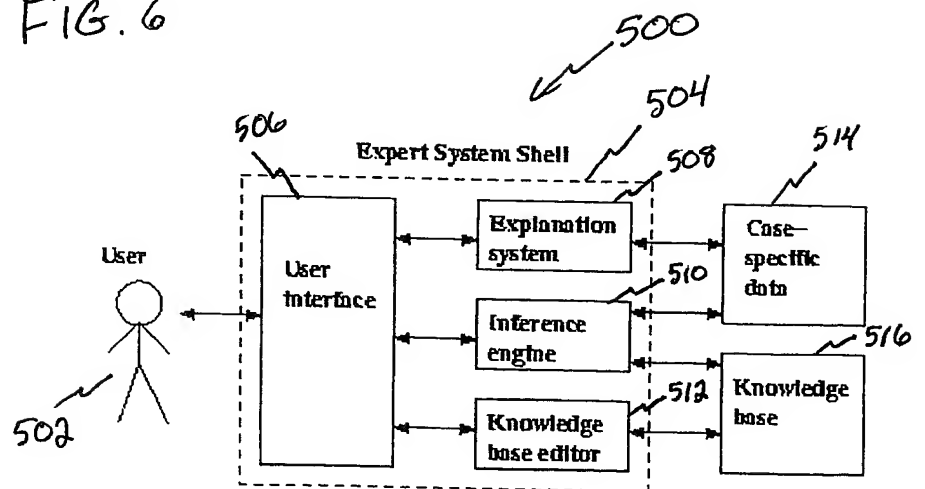 FIG. 6
500
504
506
Expert System Shell
508
514
User
User
interface
Explanation
system
Case-
specific
data
510
Inference
engine
516
Knowledge
base
512
Knowledge
base editor
502